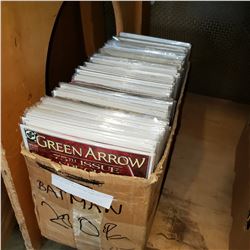 GREEN ARROW
75TH ISSUE
BATMAN